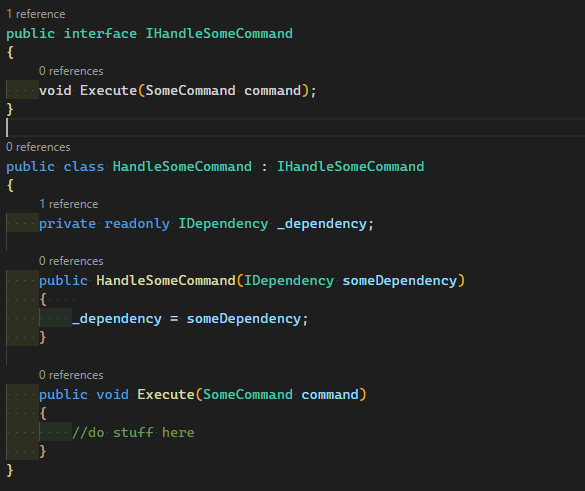 1 reference
public interface IHandleSomeCommand
{
0 references
void Execute(SomeCommand command);
}
0 references
public class HandleSomeCommand : IHandleSomeCommand
{
1 reference
private readonly IDependency _dependency;
0 references
public HandleSomeCommand(IDependency someDependency)
{
_dependency = someDependency;
}
0 references
public void Execute(SomeCommand command)
{
//do stuff here
}
}